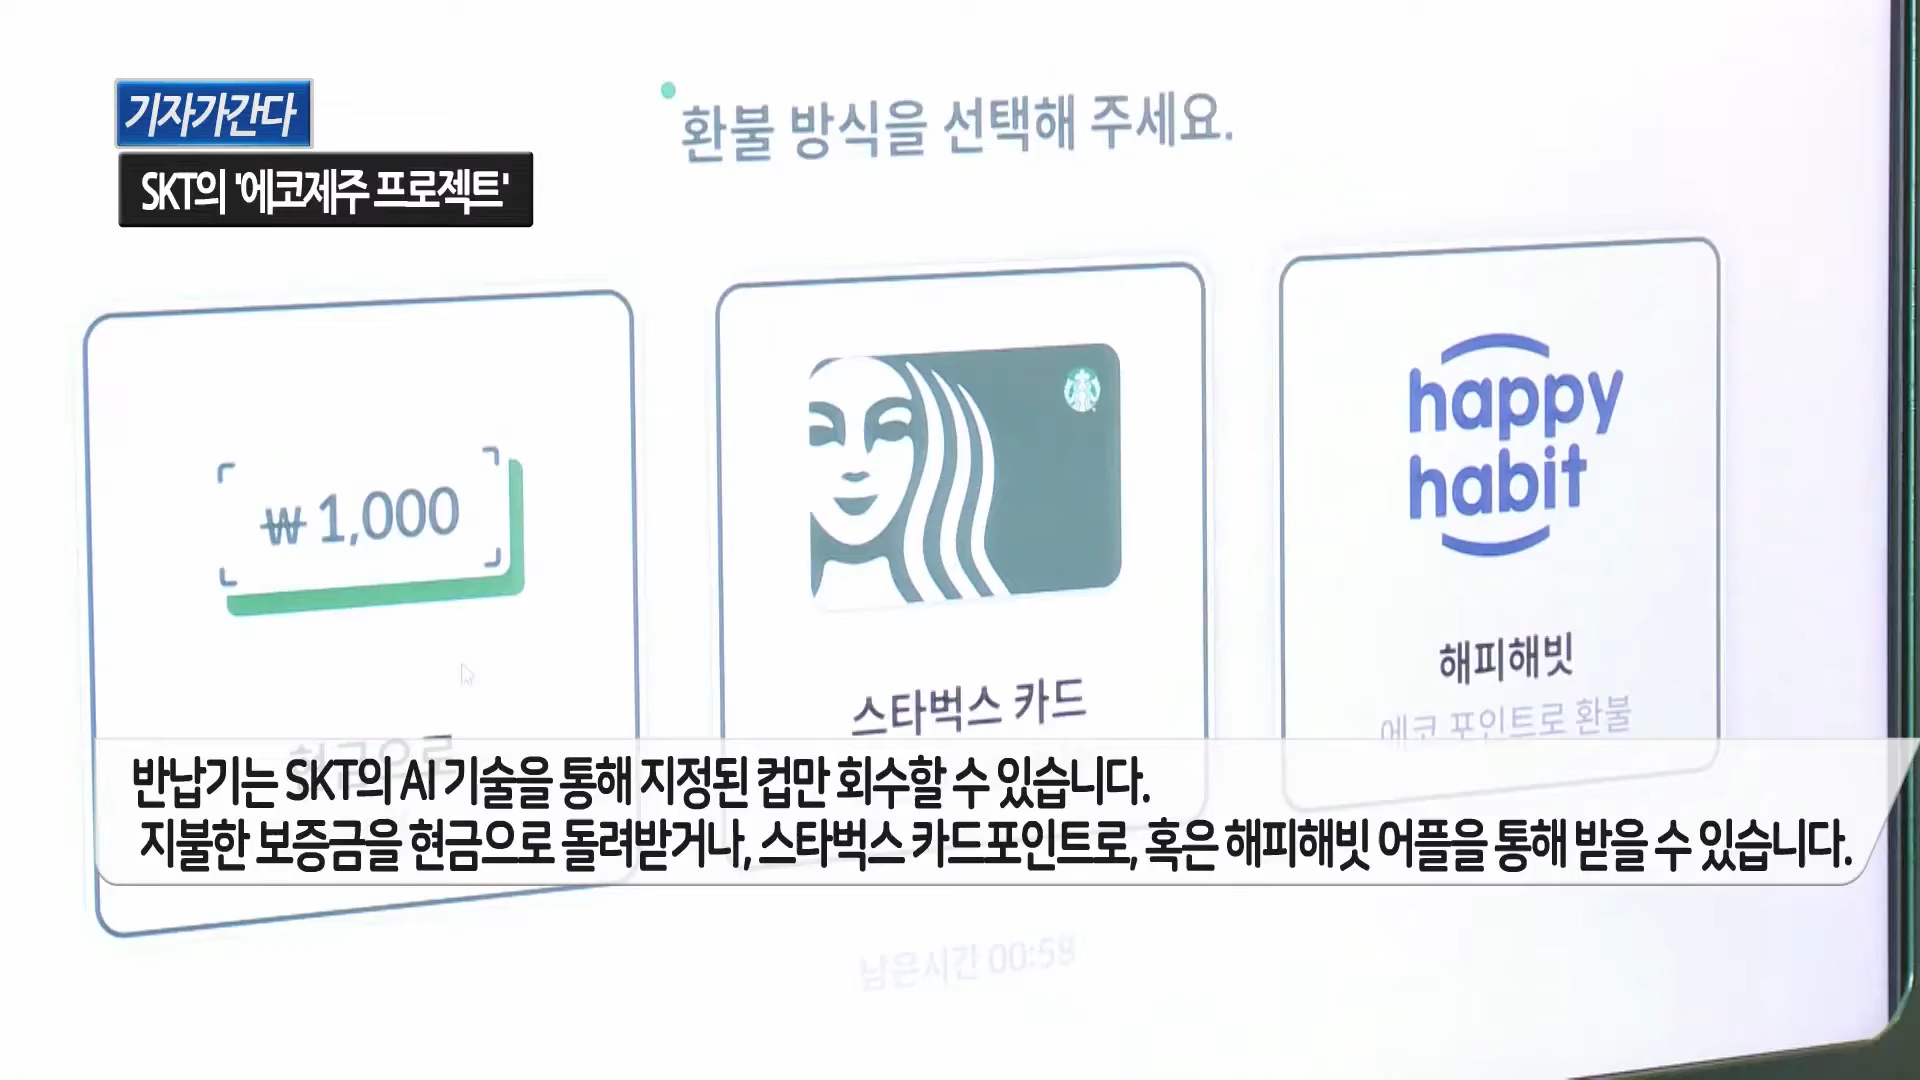 기자가간다
SKT의 '에코제주 프로젝트'
환불 방식을 선택해 주세요.
₩ 1,000
현금으로
스타벅스 카드
happy
habit
해피해빗
에코 포인트로 환불
반납기는 SKT의 AI 기술을 통해 지정된 컵만 회수할 수 있습니다.
지불한 보증금을 현금으로 돌려받거나, 스타벅스 카드포인트로, 혹은 해피해빗 어플을 통해 받을 수 있습니다.
남은시간 00:58